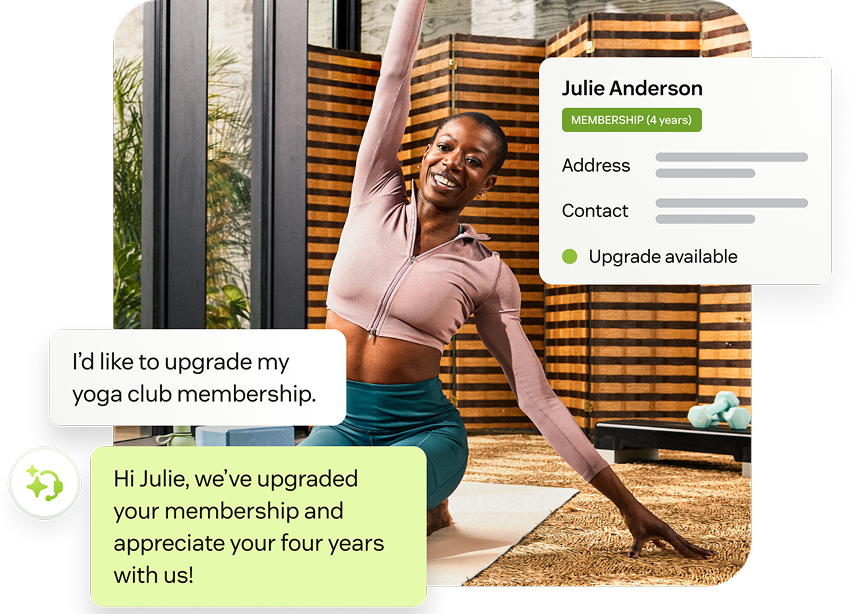 Julie Anderson
MEMBERSHIP (4 years)
Address
Contact
Upgrade available
I’d like to upgrade my
yoga club membership.
Hi Julie, we’ve upgraded
your membership and
appreciate your four years
with us!